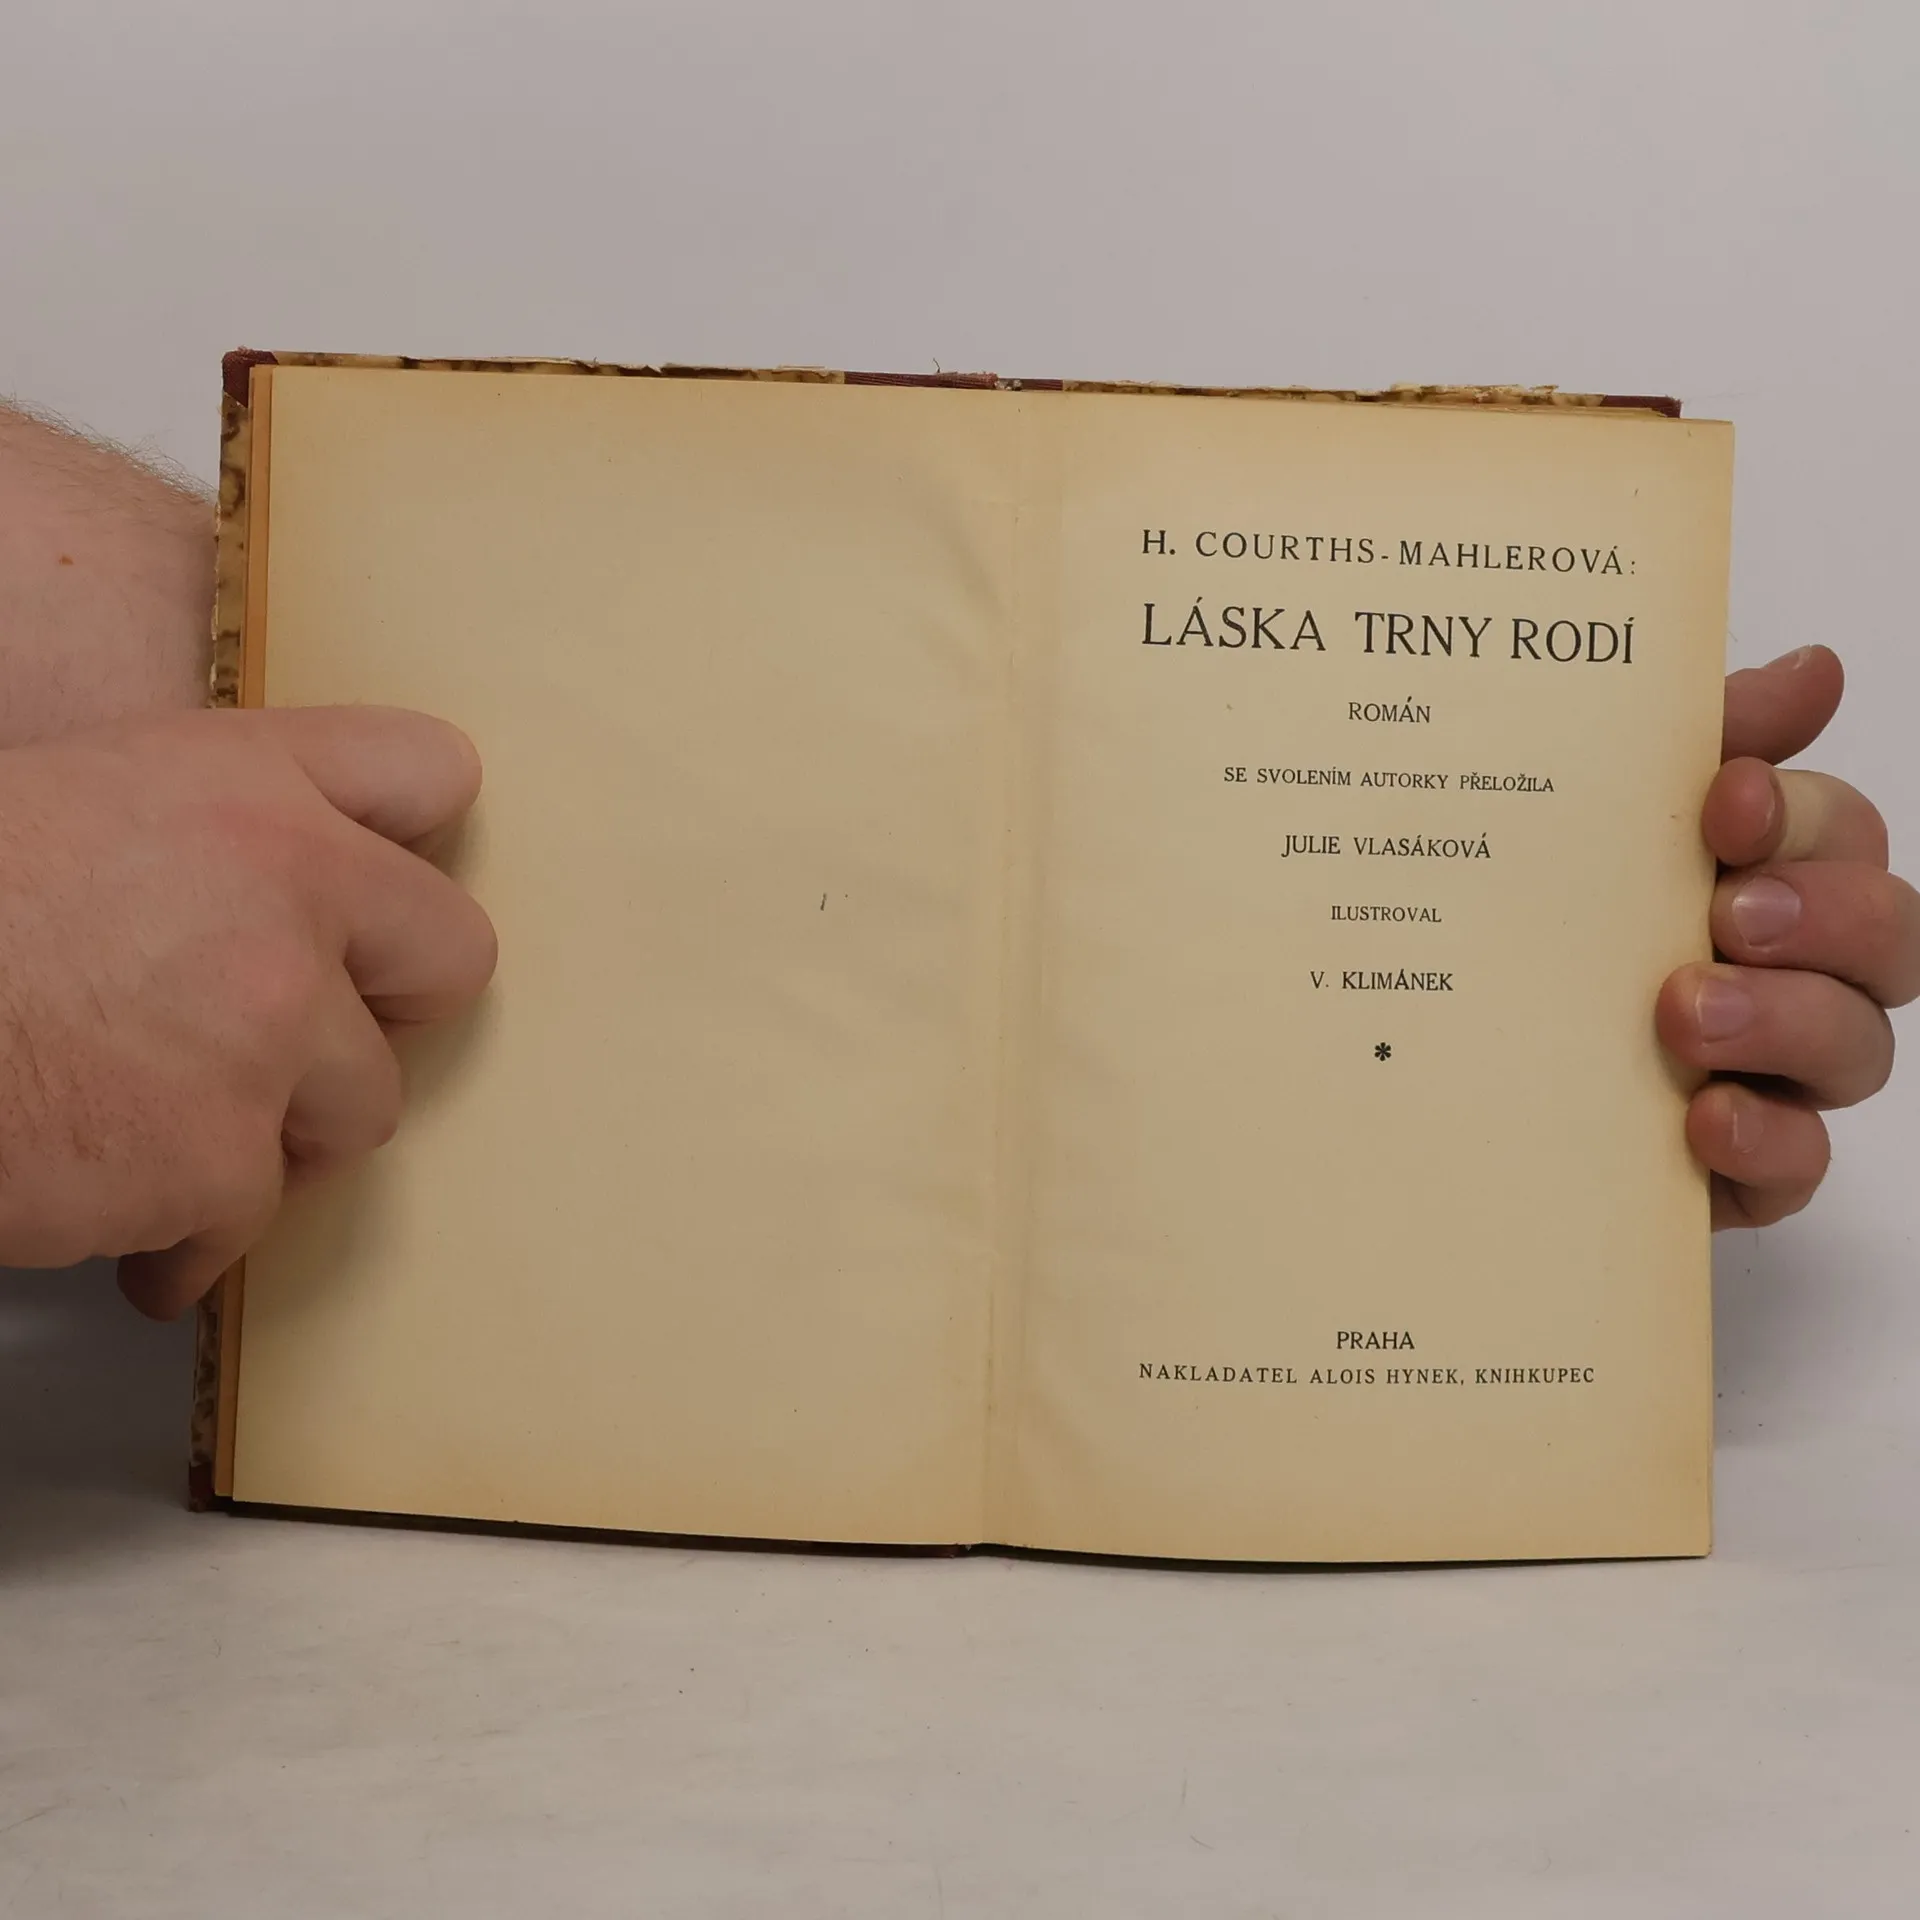 H. COURTHS-MAHLEROVÁ:
LÁSKA TRNY RODÍ
ROMÁN
SE SVOLENÍM AUTORKY PŘELOŽILA
JULIE VLASÁKOVÁ
ILUSTROVAL
V. KLIMÁNEK
*
PRAHA
NAKLADATEL ALOIS HYNEK, KNIHKUPEC